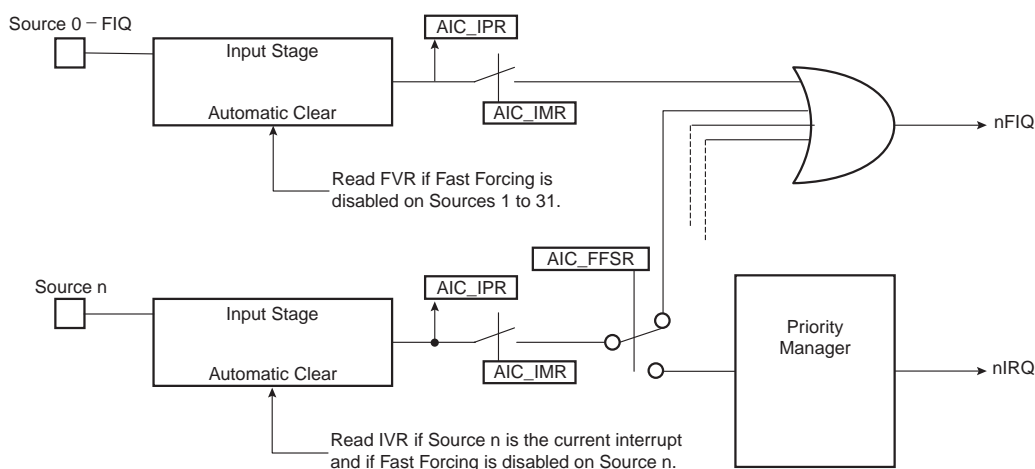 Source 0 – FIQ
AIC_IPR
Input Stage
Automatic Clear
AIC_IMR
nFIQ
Read FVR if Fast Forcing is
disabled on Sources 1 to 31.
AIC_FFSR
Source n
AIC_IPR
Input Stage
Priority
Manager
Automatic Clear
AIC_IMR
nIRQ
Read IVR if Source n is the current interrupt
and if Fast Forcing is disabled on Source n.